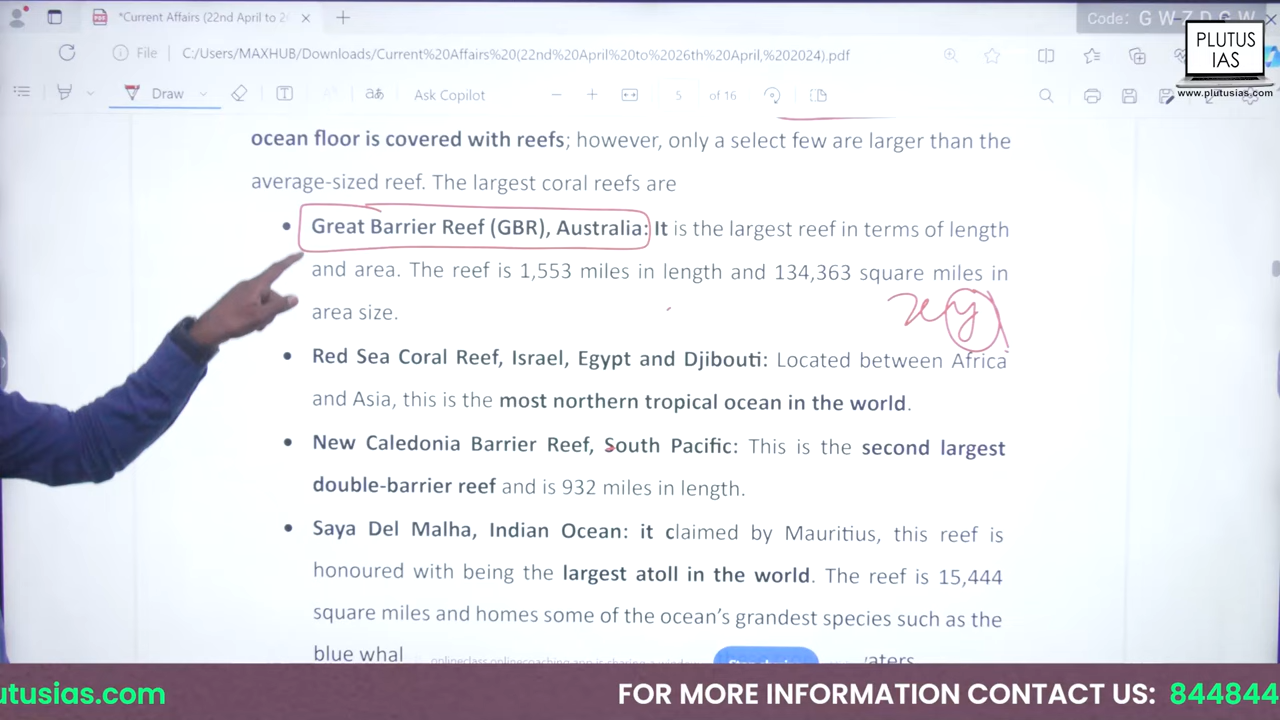 *Current Affairs (22nd April to 2
Code: G W Z D G W
PLUTUS
IAS
www.plutusias.com
File
C:/Users/MAXHUB/Downloads/Current%20Affairs%20(22nd%20April%20to%2026th%20April,%202024).pdf
Draw
aあ
Ask Copilot
5 of 16
ocean floor is covered with reefs; however, only a select few are larger than the
average-sized reef. The largest coral reefs are
• Great Barrier Reef (GBR), Australia: It is the largest reef in terms of length
and area. The reef is 1,553 miles in length and 134,363 square miles in
area size.
• Red Sea Coral Reef, Israel, Egypt and Djibouti: Located between Africa
and Asia, this is the most northern tropical ocean in the world.
• New Caledonia Barrier Reef, South Pacific: This is the second largest
double-barrier reef and is 932 miles in length.
• Saya Del Malha, Indian Ocean: it claimed by Mauritius, this reef is
honoured with being the largest atoll in the world. The reef is 15,444
square miles and homes some of the ocean's grandest species such as the
blue whal
aters
utusias.com
FOR MORE INFORMATION CONTACT US: 844844